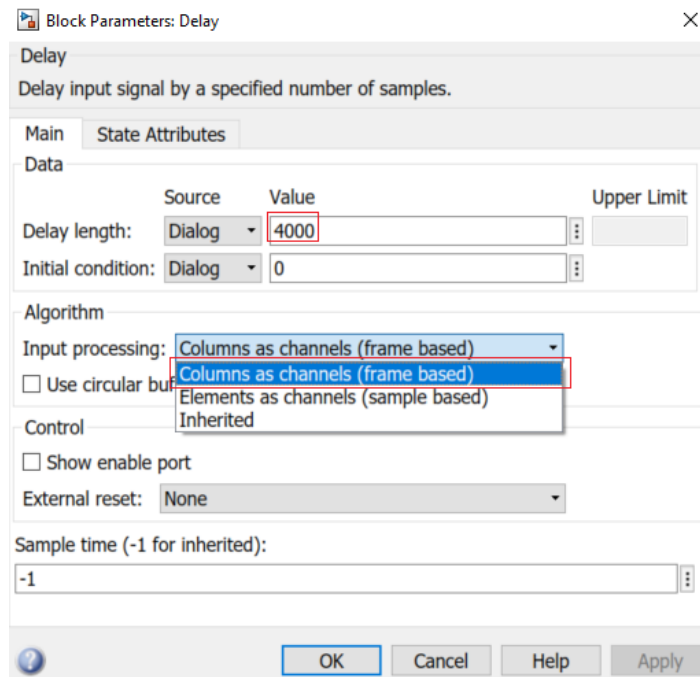 Block Parameters: Delay
Delay
Delay input signal by a specified number of samples.
Main State Attributes
Data
Source Value Upper Limit
Delay length: Dialog 4000
Initial condition: Dialog 0
Algorithm
Input processing: Columns as channels (frame based)
Columns as channels (frame based)
Use circular bu
Elements as channels (sample based)
Inherited
Control
Show enable port
External reset: None
Sample time (-1 for inherited):
-1
OK Cancel Help Apply